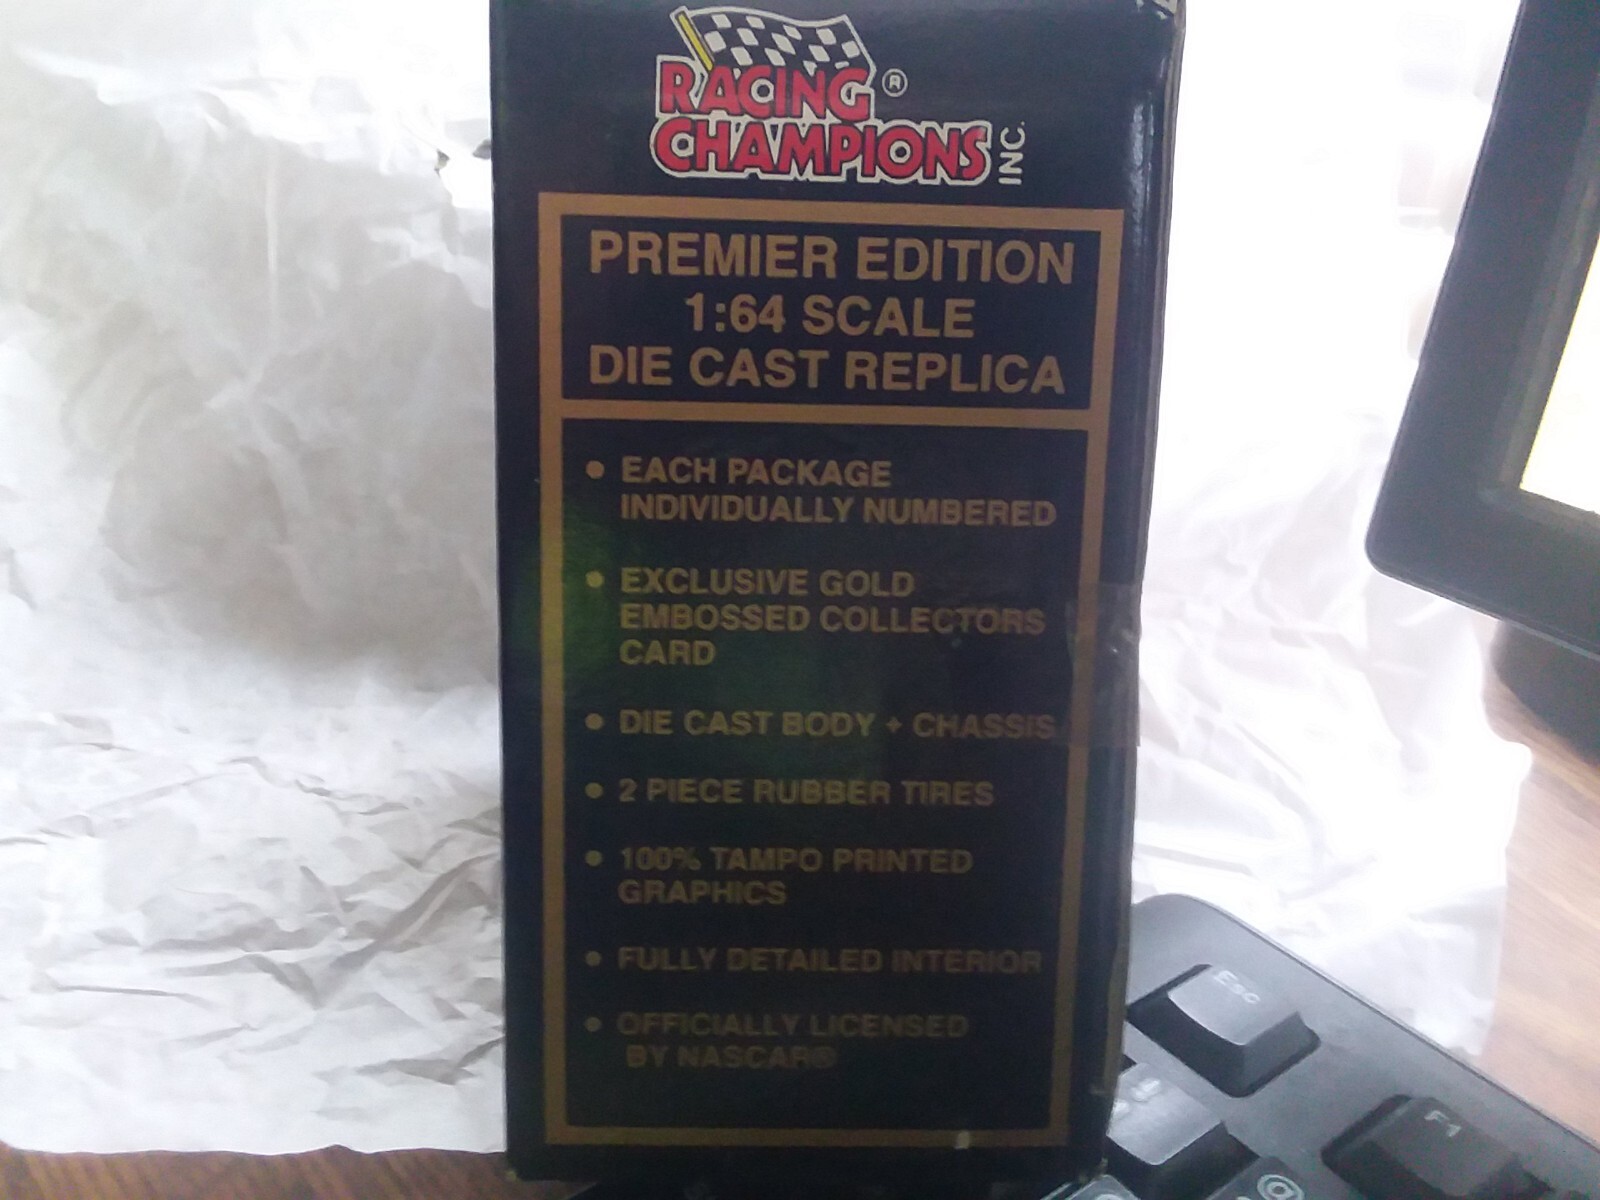 RACING ®
CHAMPIONS INC.
PREMIER EDITION
1:64 SCALE
DIE CAST REPLICA
• EACH PACKAGE
INDIVIDUALLY NUMBERED
• EXCLUSIVE GOLD
EMBOSSED COLLECTORS
CARD
• DIE CAST BODY + CHASSIS
• 2 PIECE RUBBER TIRES
• 100% TAMPO PRINTED
GRAPHICS
• FULLY DETAILED INTERIOR
• OFFICIALLY LICENSED
BY NASCAR®
Esc
F1
@